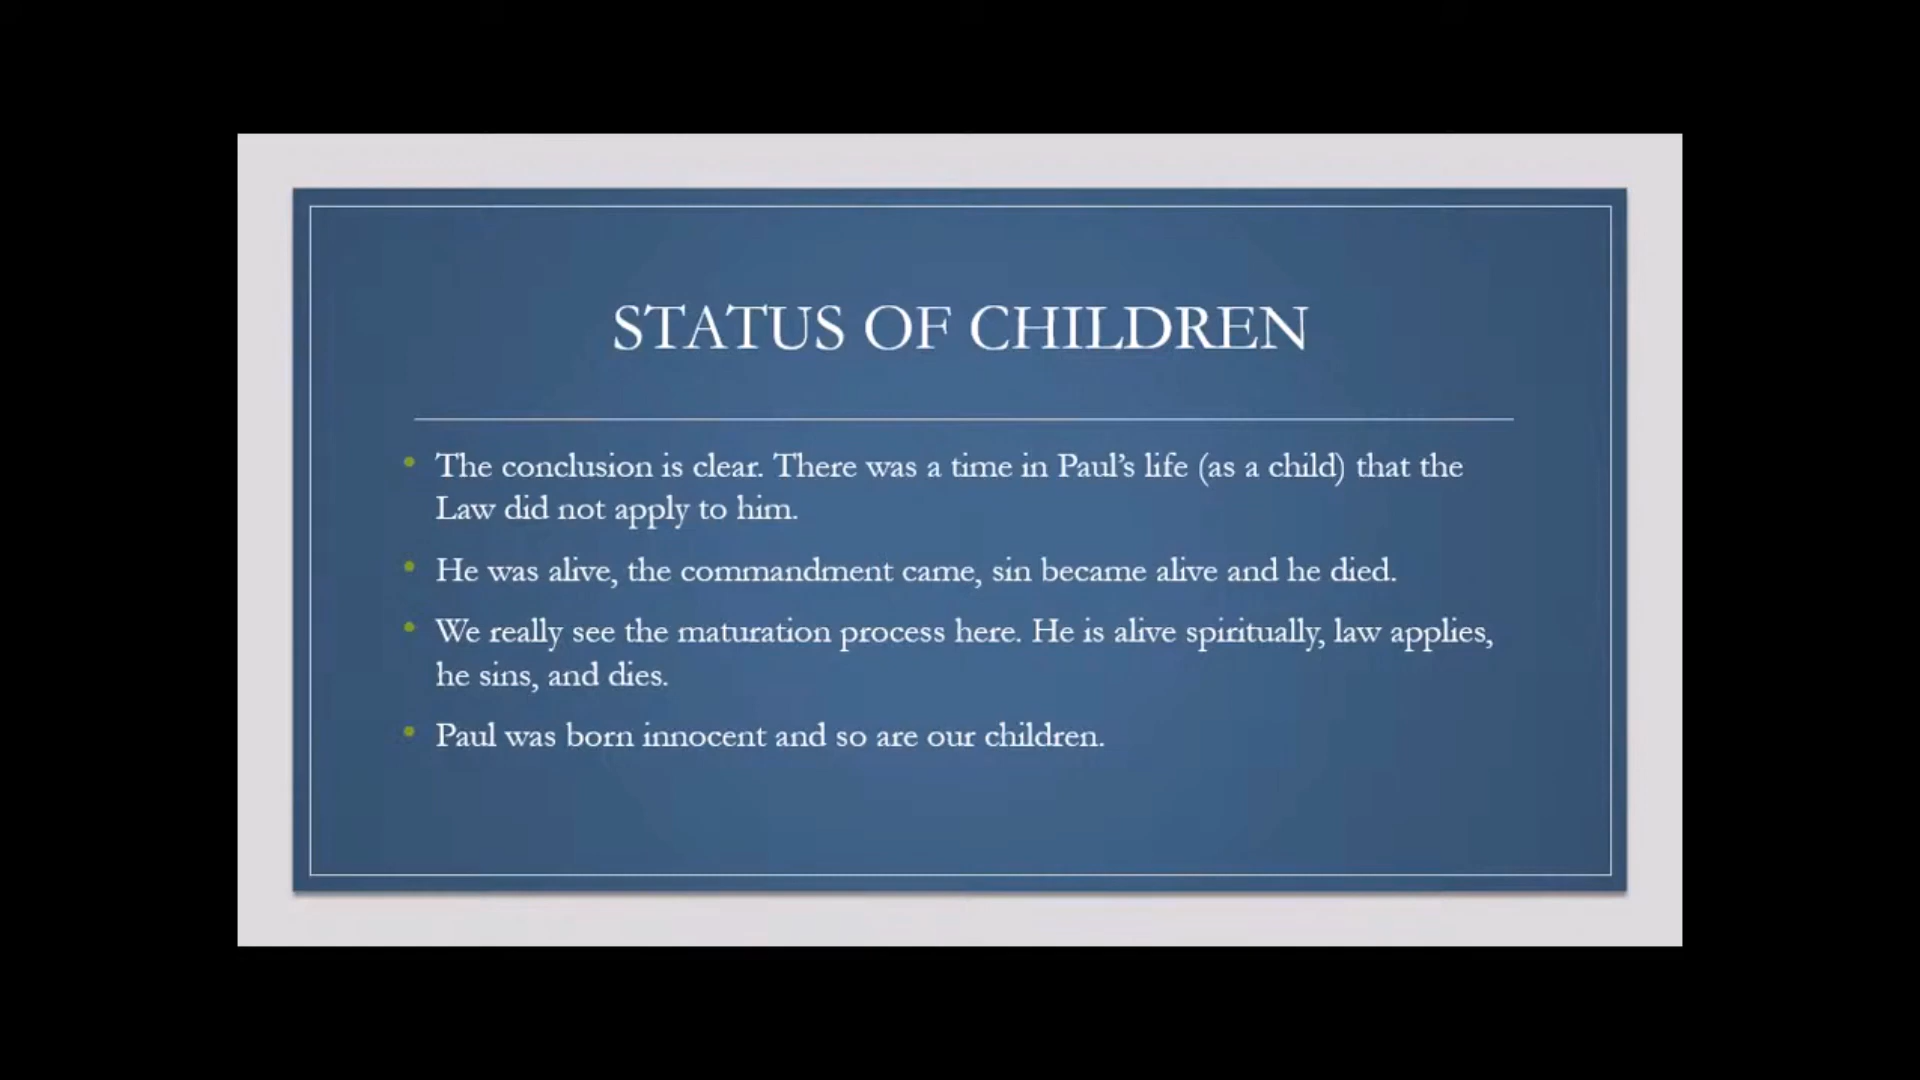 STATUS OF CHILDREN
• The conclusion is clear. There was a time in Paul’s life (as a child) that the
Law did not apply to him.
• He was alive, the commandment came, sin became alive and he died.
• We really see the maturation process here. He is alive spiritually, law applies,
he sins, and dies.
• Paul was born innocent and so are our children.